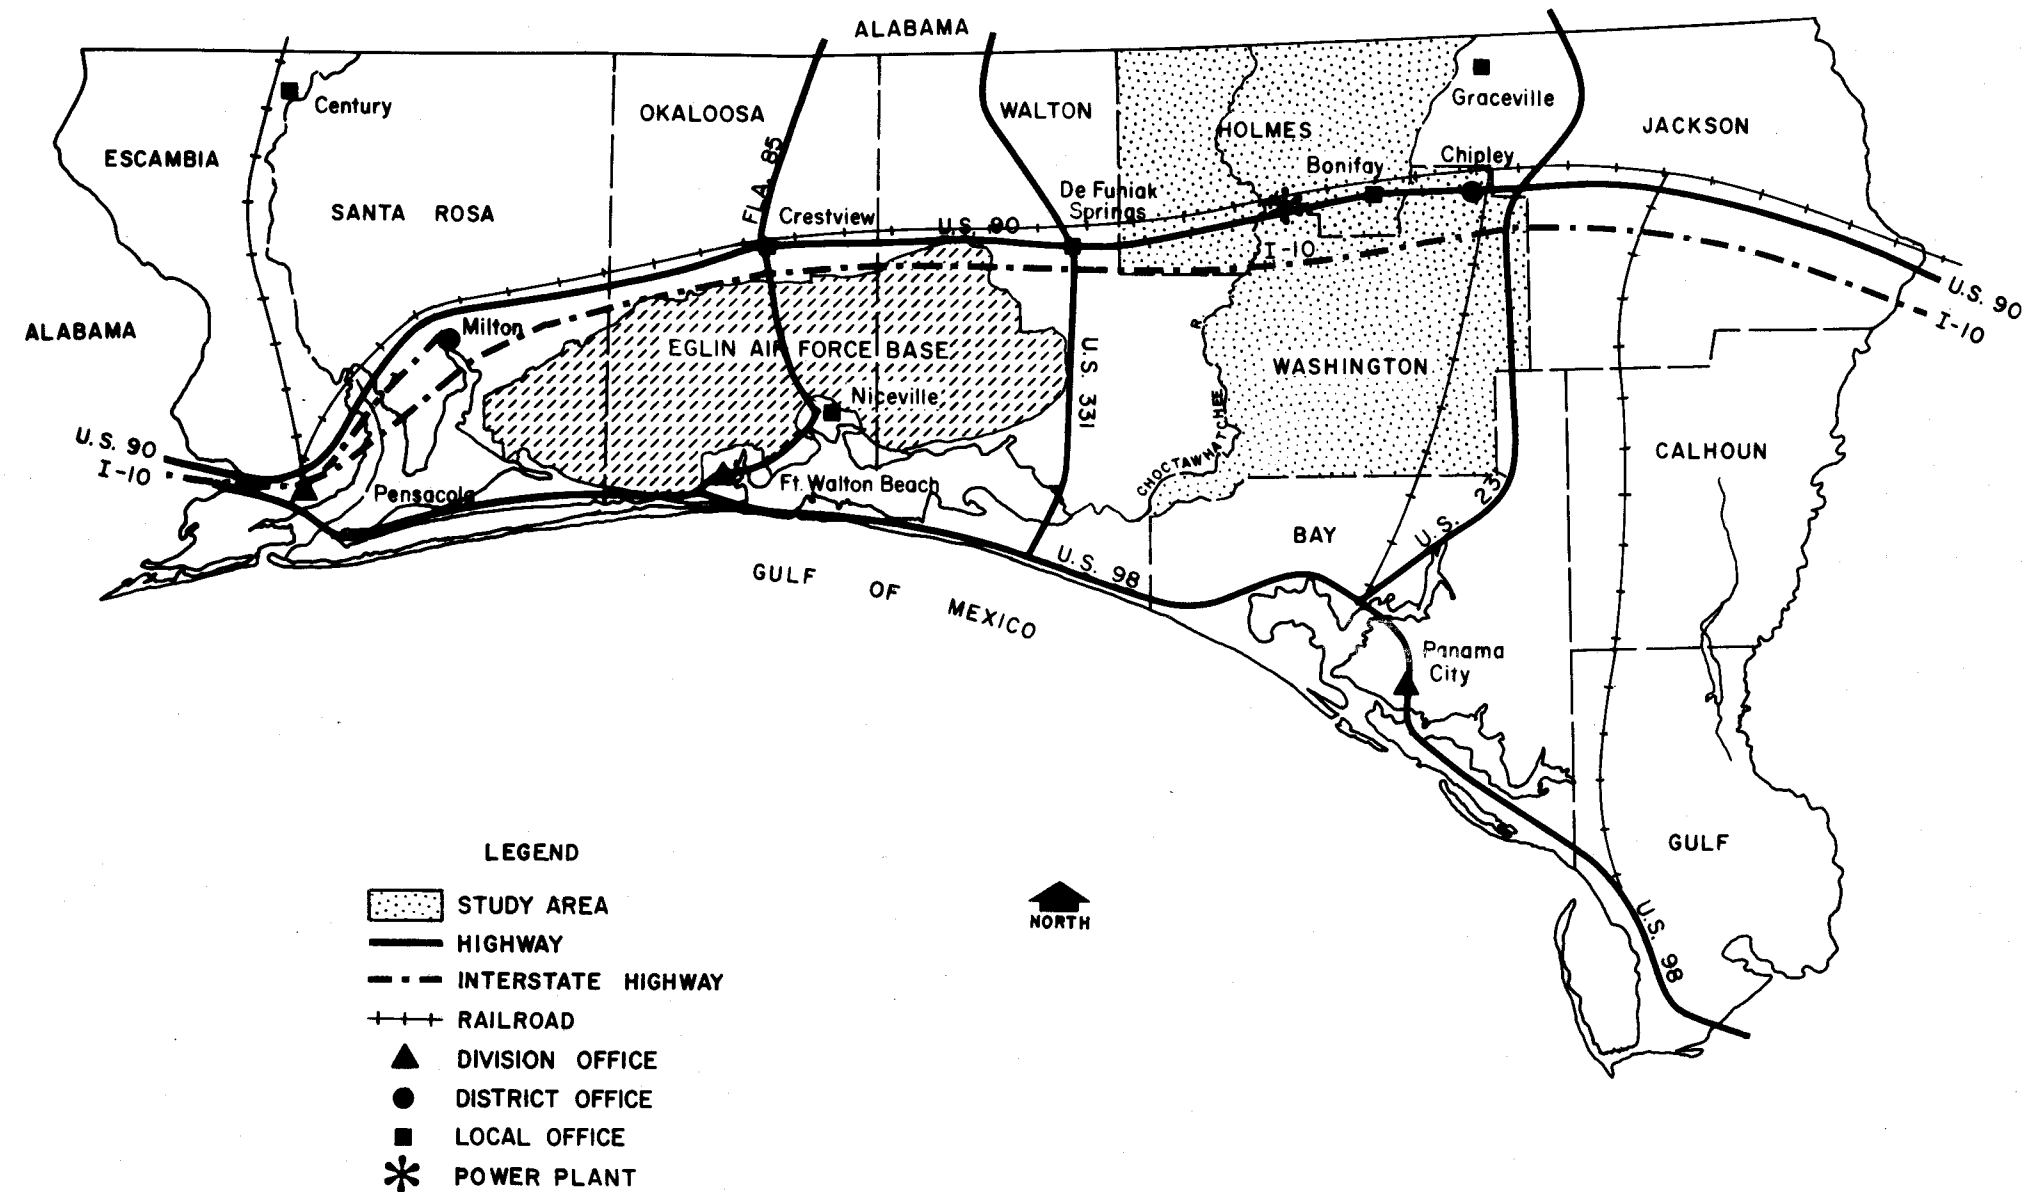 ALABAMA
Century
ESCAMBIA
SANTA ROSA
OKALOOSA
FLA. 85
WALTON
HOLMES
Graceville
JACKSON
Bonifay
Chipley
De Funiak
Springs
Crestview
U.S. 90
I-10
U.S. 90
I-10
ALABAMA
Milton
EGLIN AIR FORCE BASE
Niceville
U.S. 331
CHOCTAWHATCHEE R.
WASHINGTON
CALHOUN
U.S. 90
I-10
Pensacola
Ft. Walton Beach
BAY
U.S. 231
U.S. 98
GULF OF MEXICO
Panama
City
GULF
U.S. 98
LEGEND
STUDY AREA
HIGHWAY
INTERSTATE HIGHWAY
RAILROAD
DIVISION OFFICE
DISTRICT OFFICE
LOCAL OFFICE
POWER PLANT
NORTH